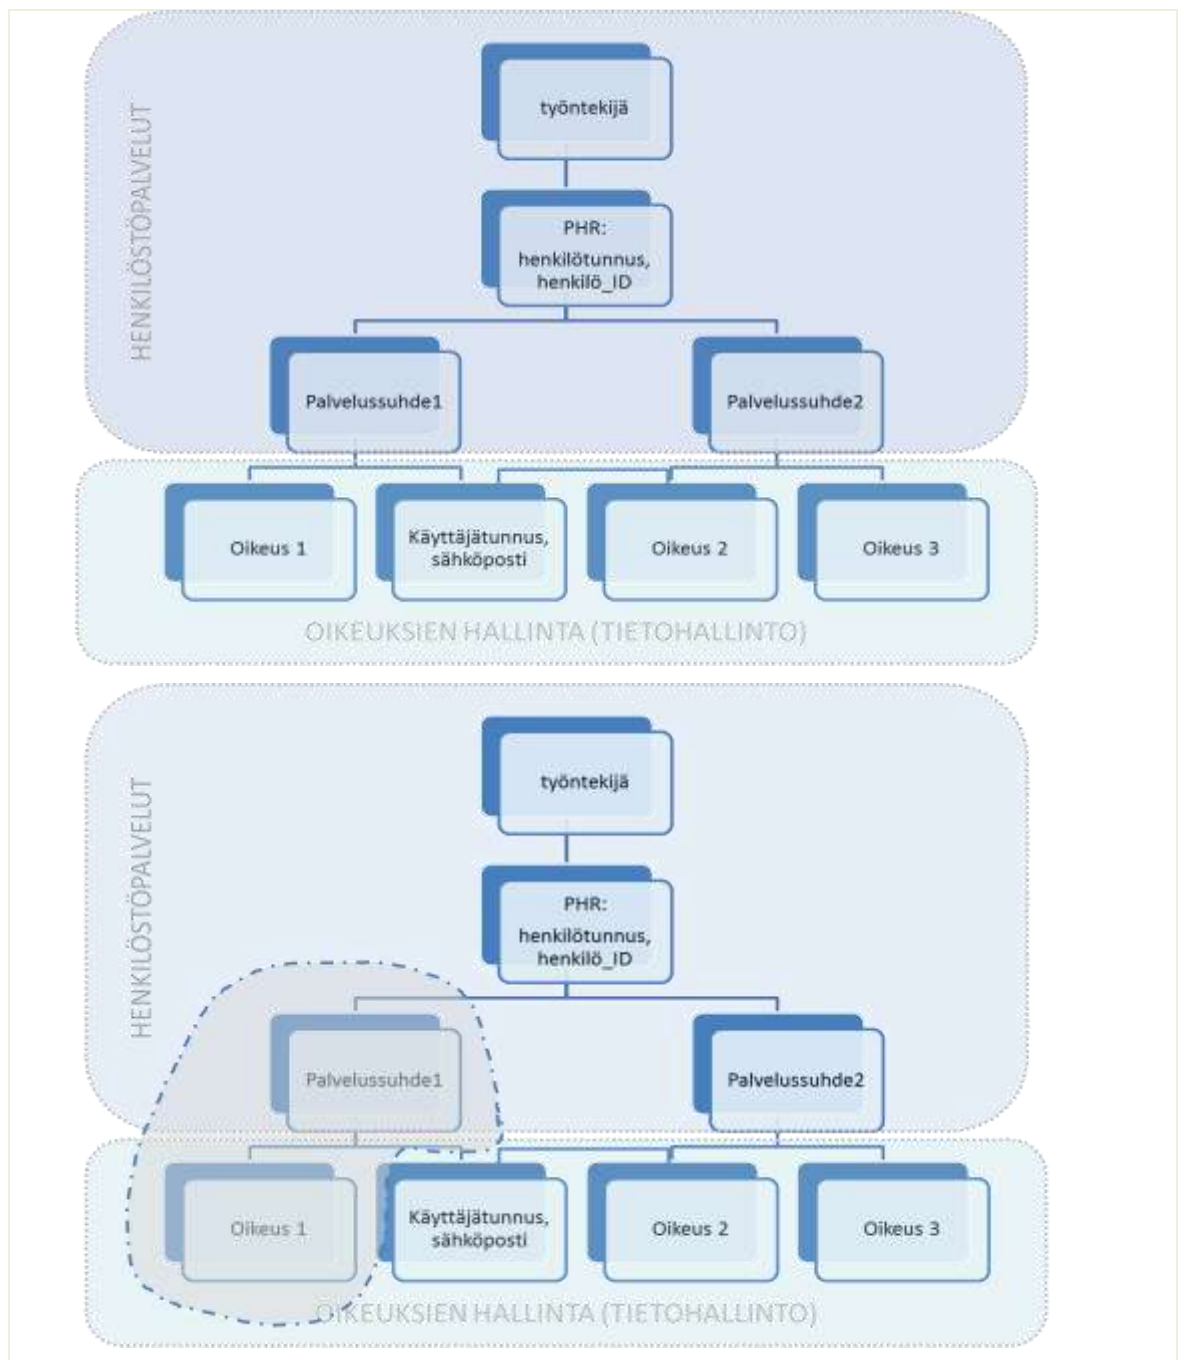 HENKILÖSTÖPALVELUT
työntekijä
PHR:
henkilötunnus,
henkilö_ID
Palvelussuhde1
Palvelussuhde2
Oikeus 1
Käyttäjätunnus,
sähköposti
Oikeus 2
Oikeus 3
OIKEUKSIEN HALLINTA (TIETOHALLINTO)
HENKILÖSTÖPALVELUT
työntekijä
PHR:
henkilötunnus,
henkilö_ID
Palvelussuhde1
Palvelussuhde2
Oikeus 1
Käyttäjätunnus,
sähköposti
Oikeus 2
Oikeus 3
OIKEUKSIEN HALLINTA (TIETOHALLINTO)